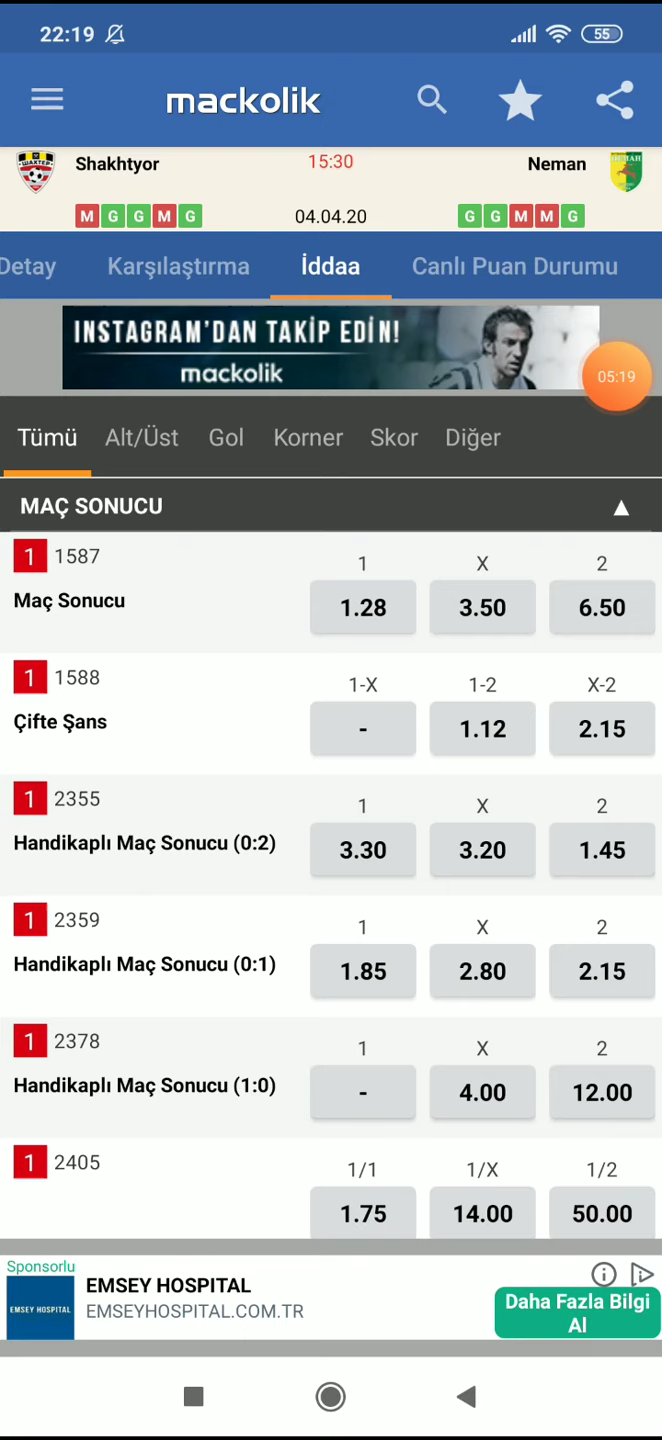 22:19 55
mackolik
Shakhtyor 15:30 Neman
M G G M G 04.04.20 G G M M G
Detay Karşılaştırma İddaa Canlı Puan Durumu
INSTAGRAM'DAN TAKİP EDİN!
mackolik
05:19
Tümü Alt/Üst Gol Korner Skor Diğer
MAÇ SONUCU
1 1587 1 X 2
Maç Sonucu 1.28 3.50 6.50
1 1588 1-X 1-2 X-2
Çifte Şans - 1.12 2.15
1 2355 1 X 2
Handikaplı Maç Sonucu (0:2) 3.30 3.20 1.45
1 2359 1 X 2
Handikaplı Maç Sonucu (0:1) 1.85 2.80 2.15
1 2378 1 X 2
Handikaplı Maç Sonucu (1:0) - 4.00 12.00
1 2405 1/1 1/X 1/2
1.75 14.00 50.00
Sponsorlu
EMSEY HOSPITAL
EMSEY HOSPITAL
EMSEYHOSPITAL.COM.TR
Daha Fazla Bilgi
Al